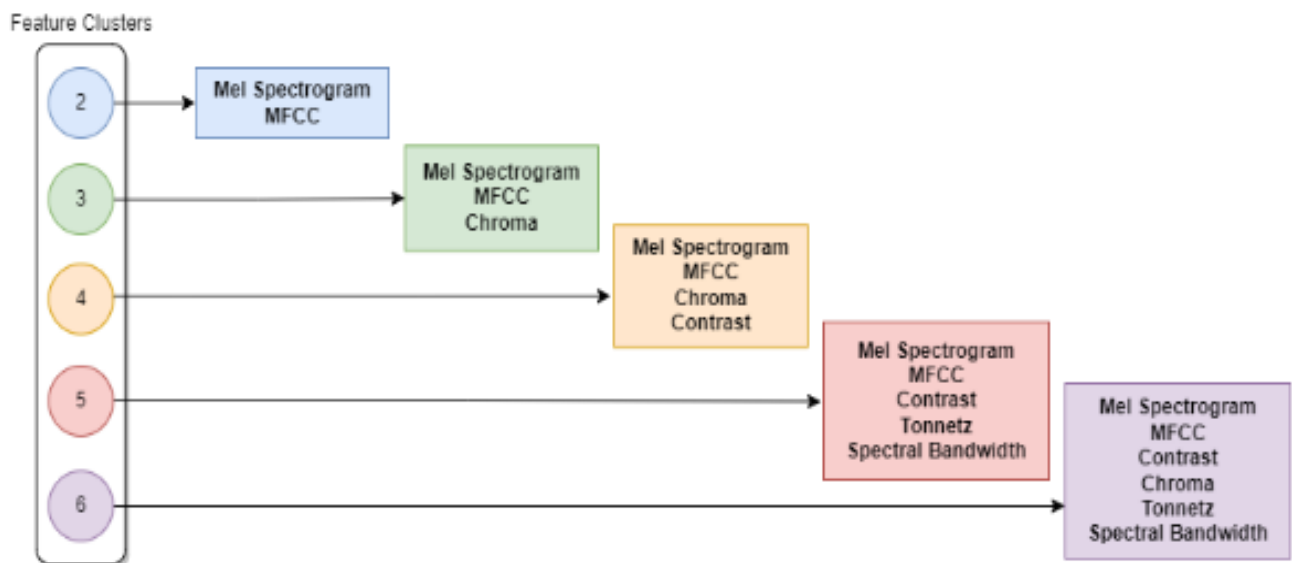 Feature Clusters
2
Mel Spectrogram
MFCC
3
Mel Spectrogram
MFCC
Chroma
4
Mel Spectrogram
MFCC
Chroma
Contrast
5
Mel Spectrogram
MFCC
Contrast
Tonnetz
Spectral Bandwidth
6
Mel Spectrogram
MFCC
Contrast
Chroma
Tonnetz
Spectral Bandwidth